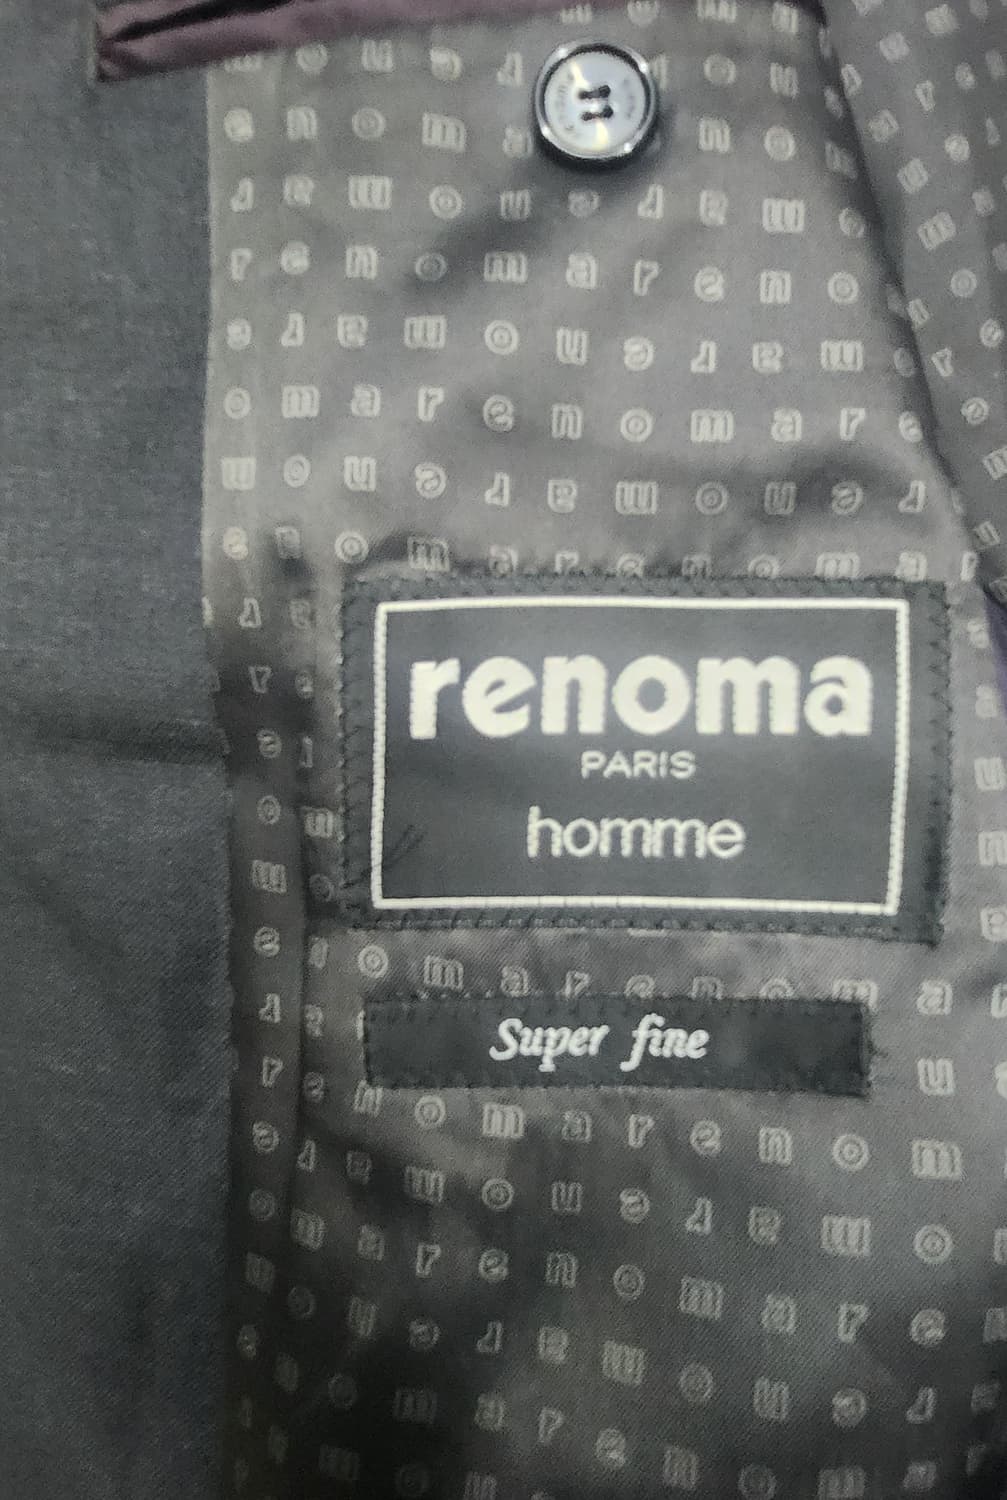 renoma
PARIS
homme
Super fine